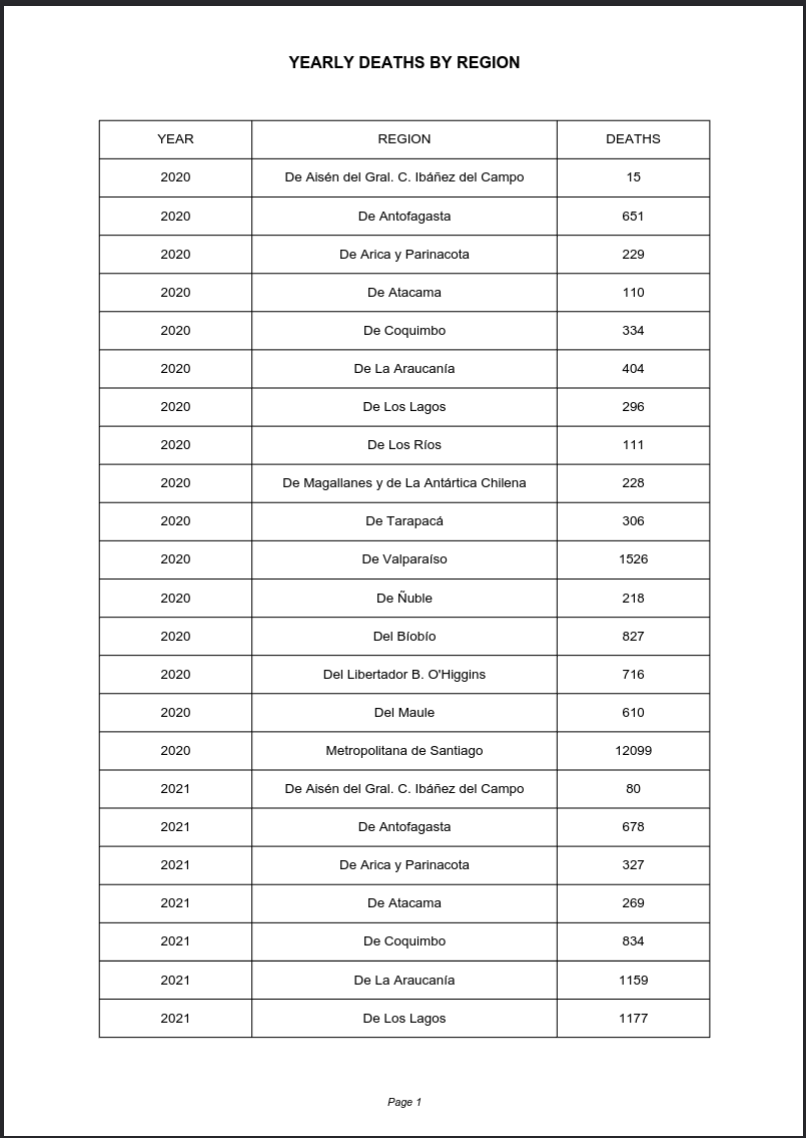 YEARLY DEATHS BY REGION
YEAR REGION DEATHS
2020 De Aisén del Gral. C. Ibáñez del Campo 15
2020 De Antofagasta 651
2020 De Arica y Parinacota 229
2020 De Atacama 110
2020 De Coquimbo 334
2020 De La Araucanía 404
2020 De Los Lagos 296
2020 De Los Ríos 111
2020 De Magallanes y de La Antártica Chilena 228
2020 De Tarapacá 306
2020 De Valparaíso 1526
2020 De Ñuble 218
2020 Del Bíobío 827
2020 Del Libertador B. O'Higgins 716
2020 Del Maule 610
2020 Metropolitana de Santiago 12099
2021 De Aisén del Gral. C. Ibáñez del Campo 80
2021 De Antofagasta 678
2021 De Arica y Parinacota 327
2021 De Atacama 269
2021 De Coquimbo 834
2021 De La Araucanía 1159
2021 De Los Lagos 1177
Page 1